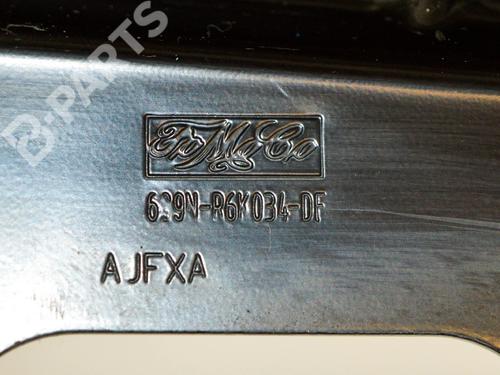 B-PARTS
FoMoCo
6G9N-R6K034-DF
AJFXA